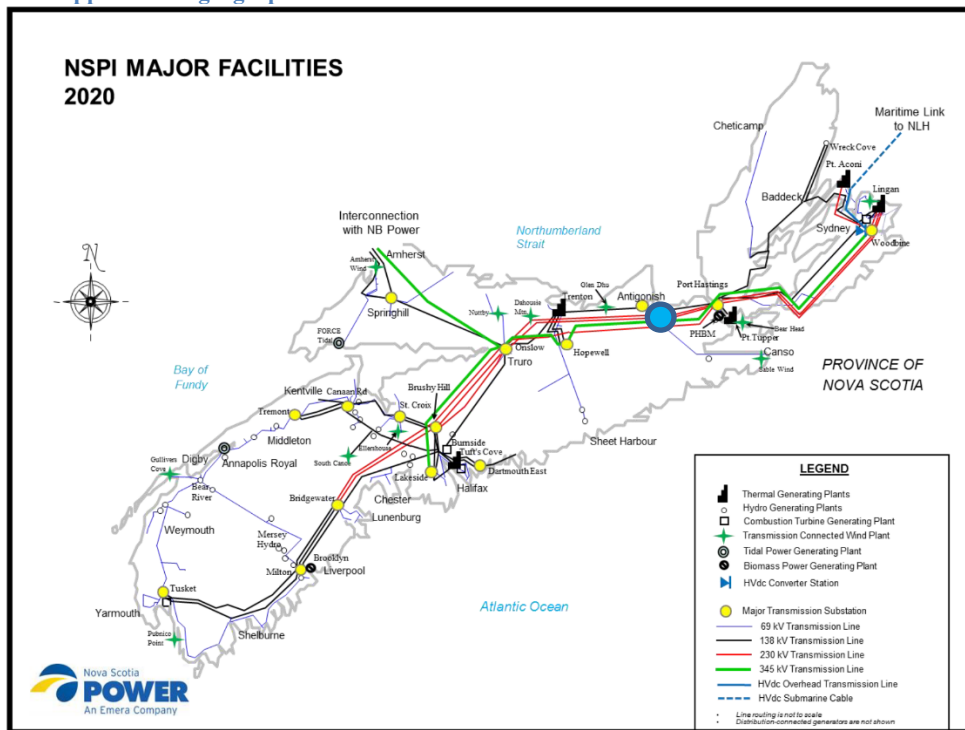 NSPI MAJOR FACILITIES
2020
Maritime Link
to NLH
Cheticamp
Wreck Cove
Pt. Aconi
Baddeck
Lingan
Sydney
Woodbine
Interconnection
with NB Power
Northumberland
Strait
Amherst
Amherst
Wind
Glen Dhu
Port Hastings
Dalhousie
Mtn
Trenton
Antigonish
Springhill
Nuttby
Bear Head
PHBM
Pt.Tupper
FORCE
Tidal
Onslow
Truro
Hopewell
Canso
Sable Wind
PROVINCE OF
NOVA SCOTIA
Bay of
Fundy
Brushy Hill
Kentville
Canaan Rd
St. Croix
Tremont
Sheet Harbour
Middleton
Burnside
Tuft's Cove
Ellershouse
Digby
Annapolis Royal
South Canoe
Gullivers
Cove
Lakeside
Dartmouth East
Halifax
Bear
River
Chester
Bridgewater
Lunenburg
Weymouth
Mersey
Hydro
Brooklyn
Milton
Liverpool
Tusket
Atlantic Ocean
Yarmouth
Shelburne
Pubnico
Point
LEGEND
Thermal Generating Plants
Hydro Generating Plants
Combustion Turbine Generating Plant
Transmission Connected Wind Plant
Tidal Power Generating Plant
Biomass Power Generating Plant
HVdc Converter Station
Major Transmission Substation
69 kV Transmission Line
138 kV Transmission Line
230 kV Transmission Line
345 kV Transmission Line
HVdc Overhead Transmission Line
HVdc Submarine Cable
Line routing is not to scale
Distribution-connected generators are not shown
N
Nova Scotia
POWER
An Emera Company